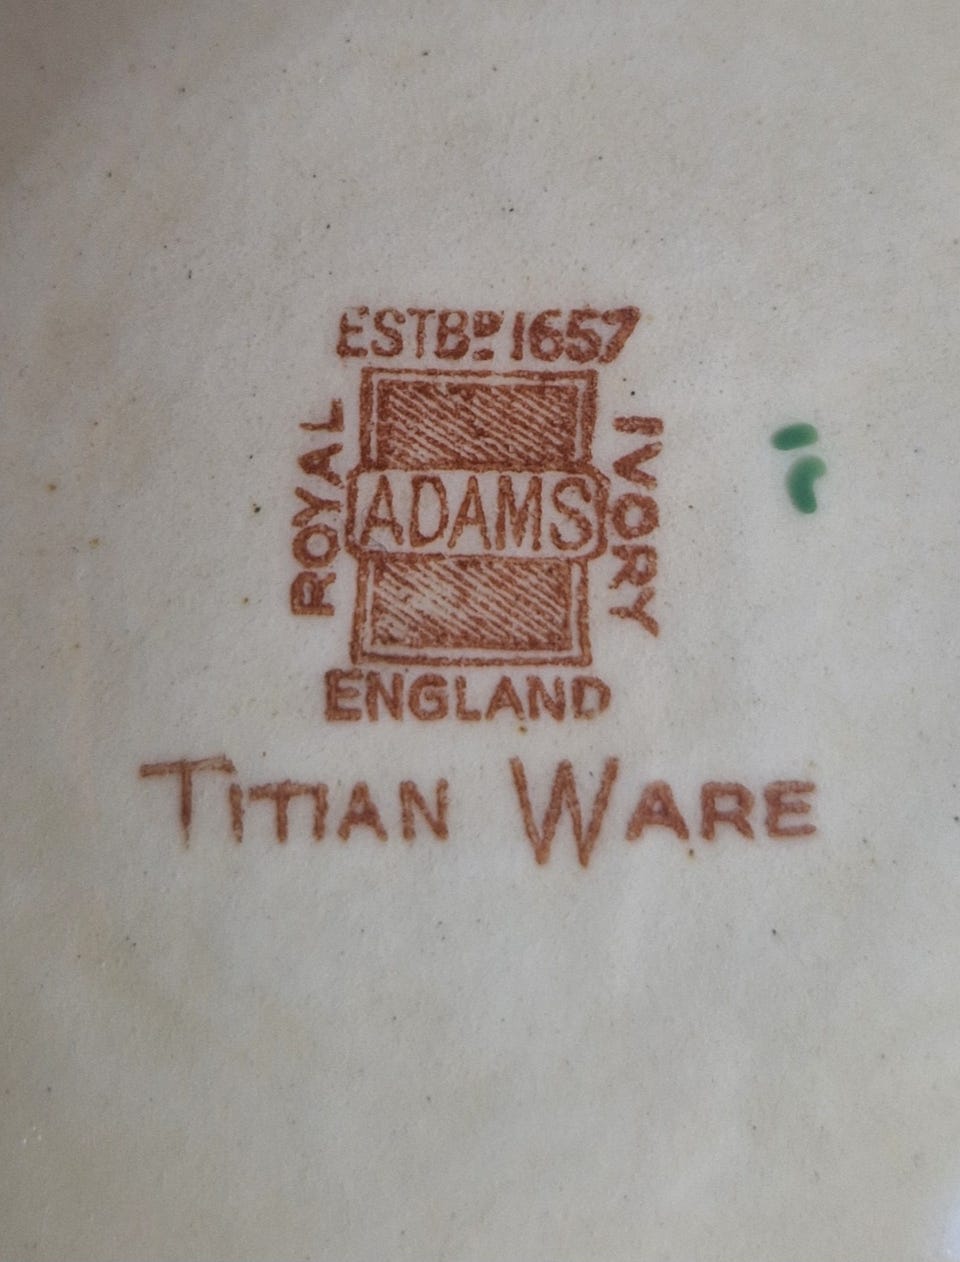 ESTBD. 1657
ROYAL
ADAMS
IVORY
ENGLAND
TITIAN WARE